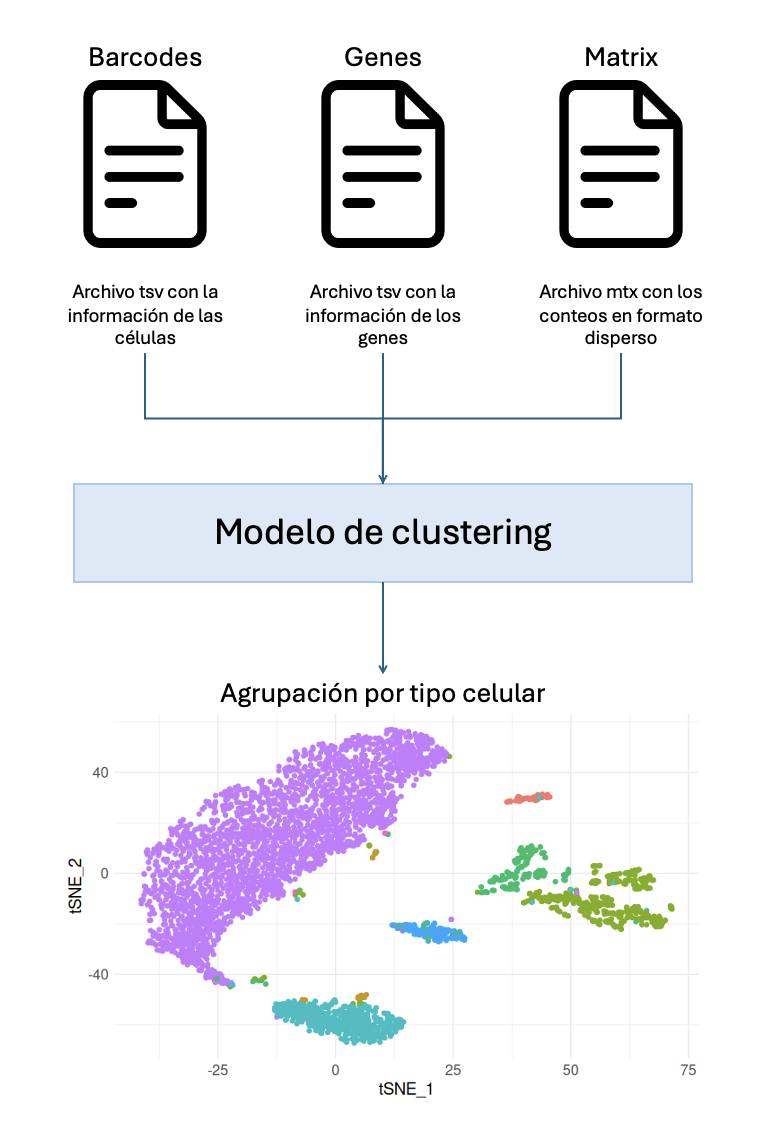 Barcodes
Genes
Matrix
Archivo tsv con la
información de las
células
Archivo tsv con la
información de los
genes
Archivo mtx con los
conteos en formato
disperso
Modelo de clustering
Agrupación por tipo celular
40
0
-40
tSNE_2
-25
0
25
50
75
tSNE_1